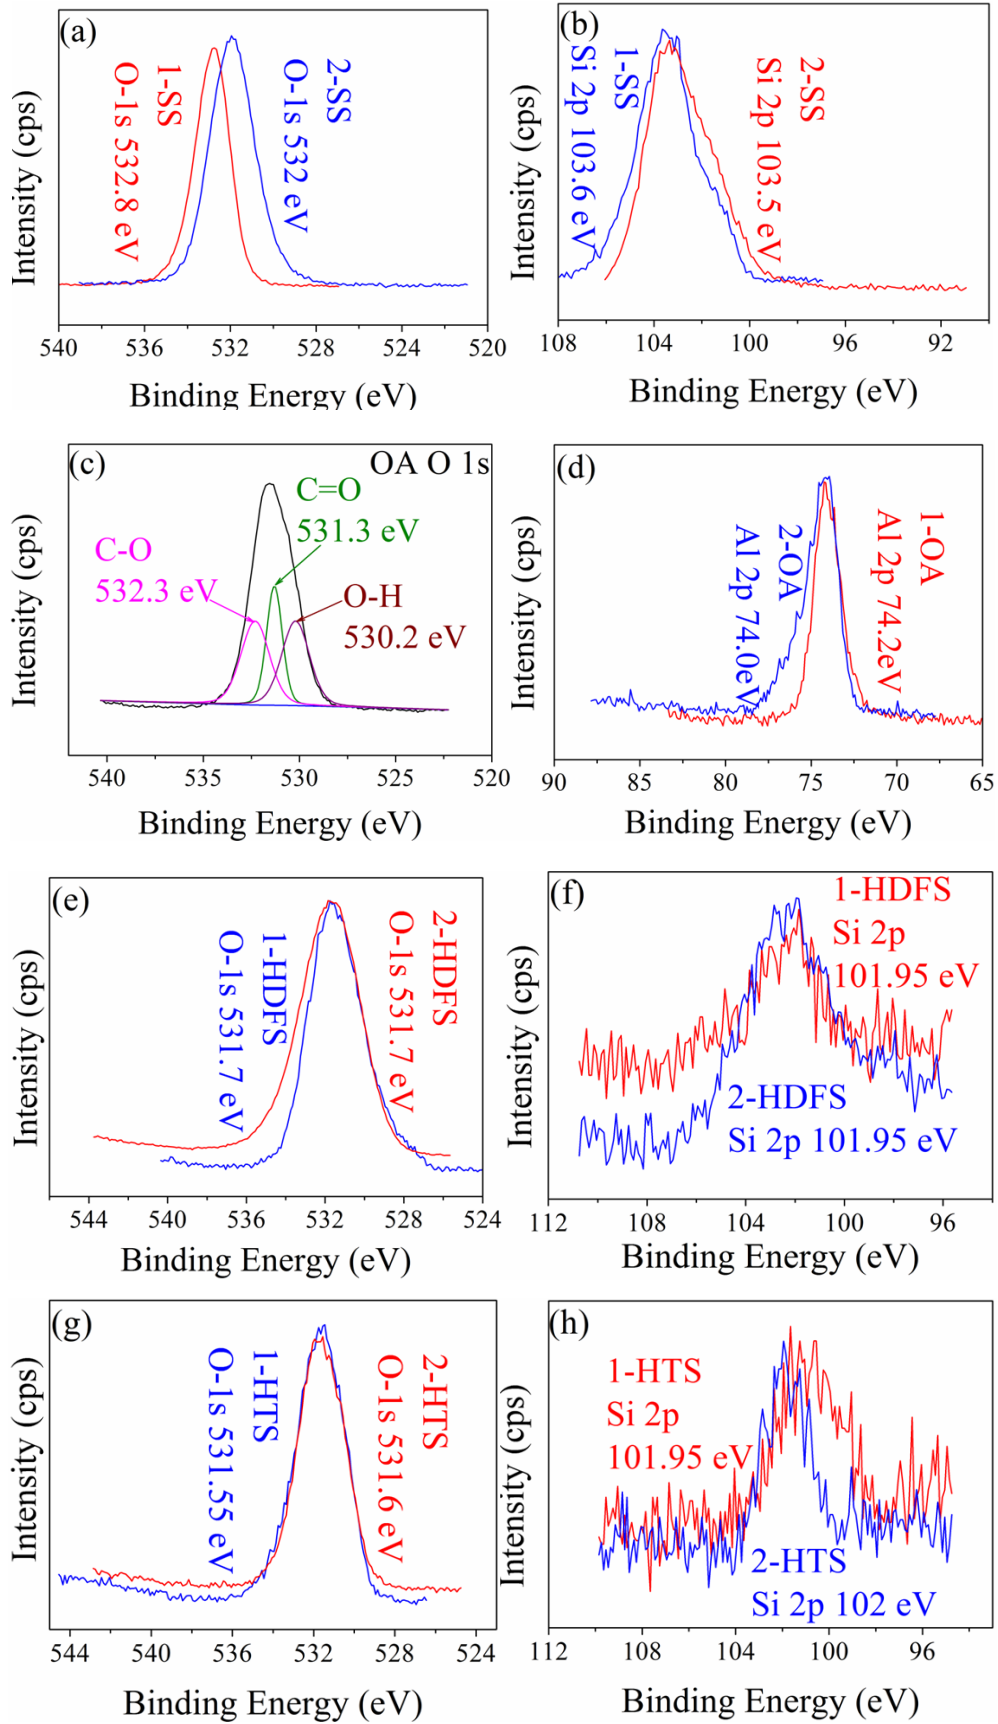 (a)
1-SS
O-1s 532.8 eV
2-SS
O-1s 532 eV
Intensity (cps)
540 536 532 528 524 520
Binding Energy (eV)
(b)
1-SS
Si 2p 103.6 eV
2-SS
Si 2p 103.5 eV
Intensity (cps)
108 104 100 96 92
Binding Energy (eV)
(c)
OA O 1s
C=O
531.3 eV
C-O
532.3 eV
O-H
530.2 eV
Intensity (cps)
540 535 530 525 520
Binding Energy (eV)
(d)
2-OA
Al 2p 74.0eV
1-OA
Al 2p 74.2eV
Intensity (cps)
90 85 80 75 70 65
Binding Energy (eV)
(e)
1-HDFS
O-1s 531.7 eV
2-HDFS
O-1s 531.7 eV
Intensity (cps)
544 540 536 532 528 524
Binding Energy (eV)
(f)
1-HDFS
Si 2p
101.95 eV
2-HDFS
Si 2p 101.95 eV
Intensity (cps)
112 108 104 100 96
Binding Energy (eV)
(g)
1-HTS
O-1s 531.55 eV
2-HTS
O-1s 531.6 eV
Intensity (cps)
544 540 536 532 528 524
Binding Energy (eV)
(h)
1-HTS
Si 2p
101.95 eV
2-HTS
Si 2p 102 eV
Intensity (cps)
112 108 104 100 96
Binding Energy (eV)